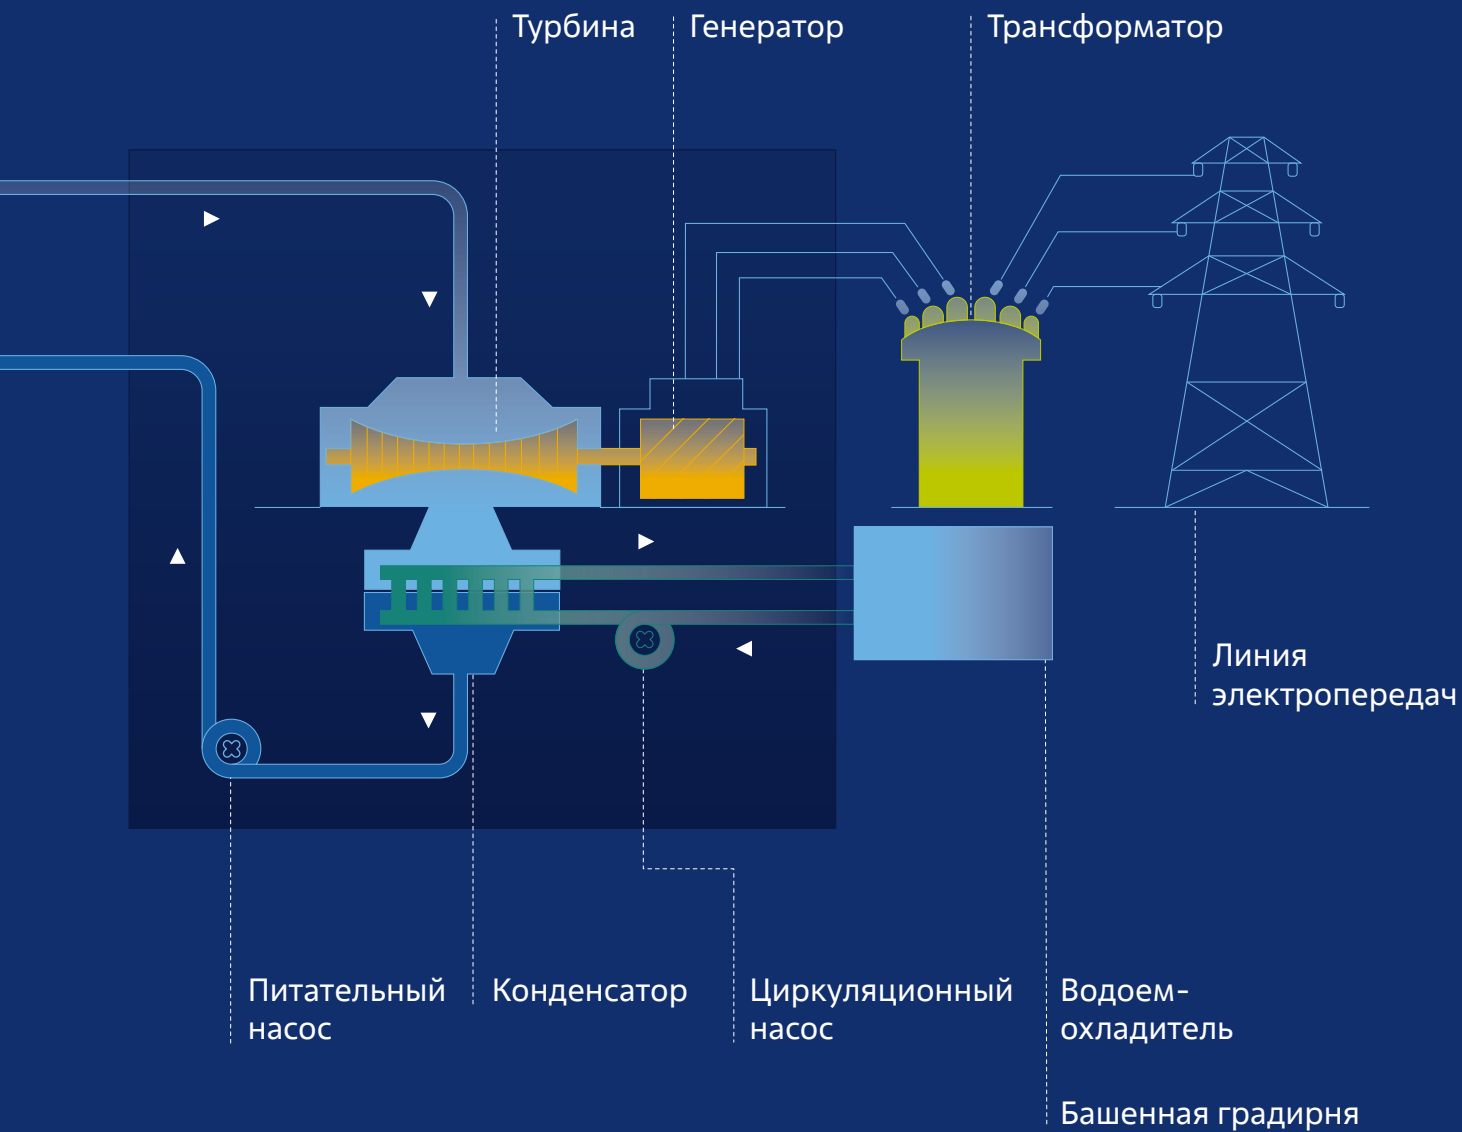 Турбина
Генератор
Трансформатор
Линия
электропередач
Питательный
насос
Конденсатор
Циркуляционный
насос
Водоем-
охладитель
Башенная градирня